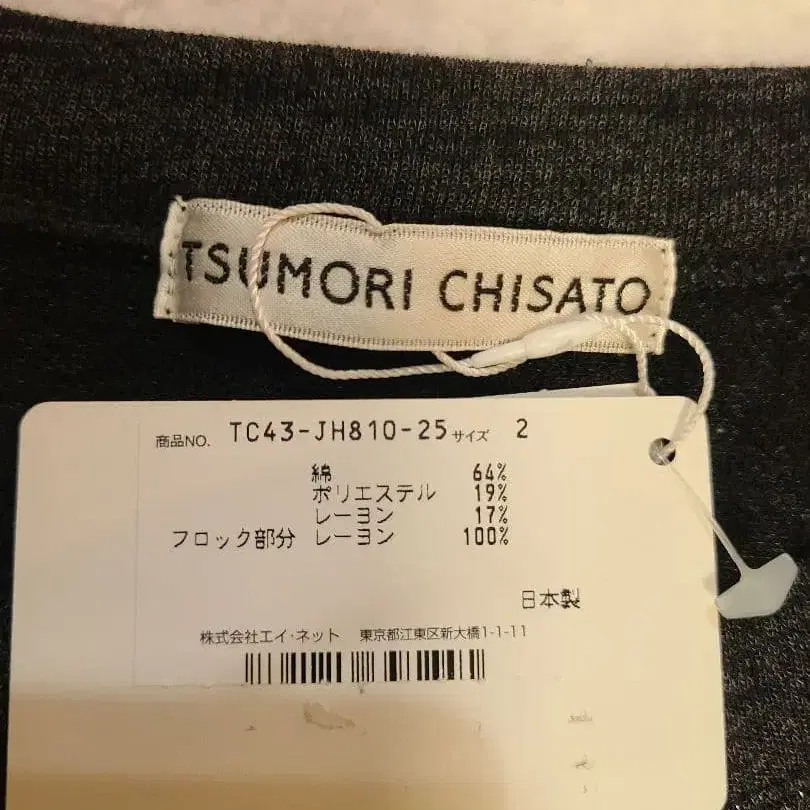 TSUMORI CHISATO
商品NO. TC43-JH810-25 サイズ 2
綿 64%
ポリエステル 19%
レーヨン 17%
フロック部分 レーヨン 100%
日本製
株式会社エイ・ネット 東京都江東区新大橋1-1-11